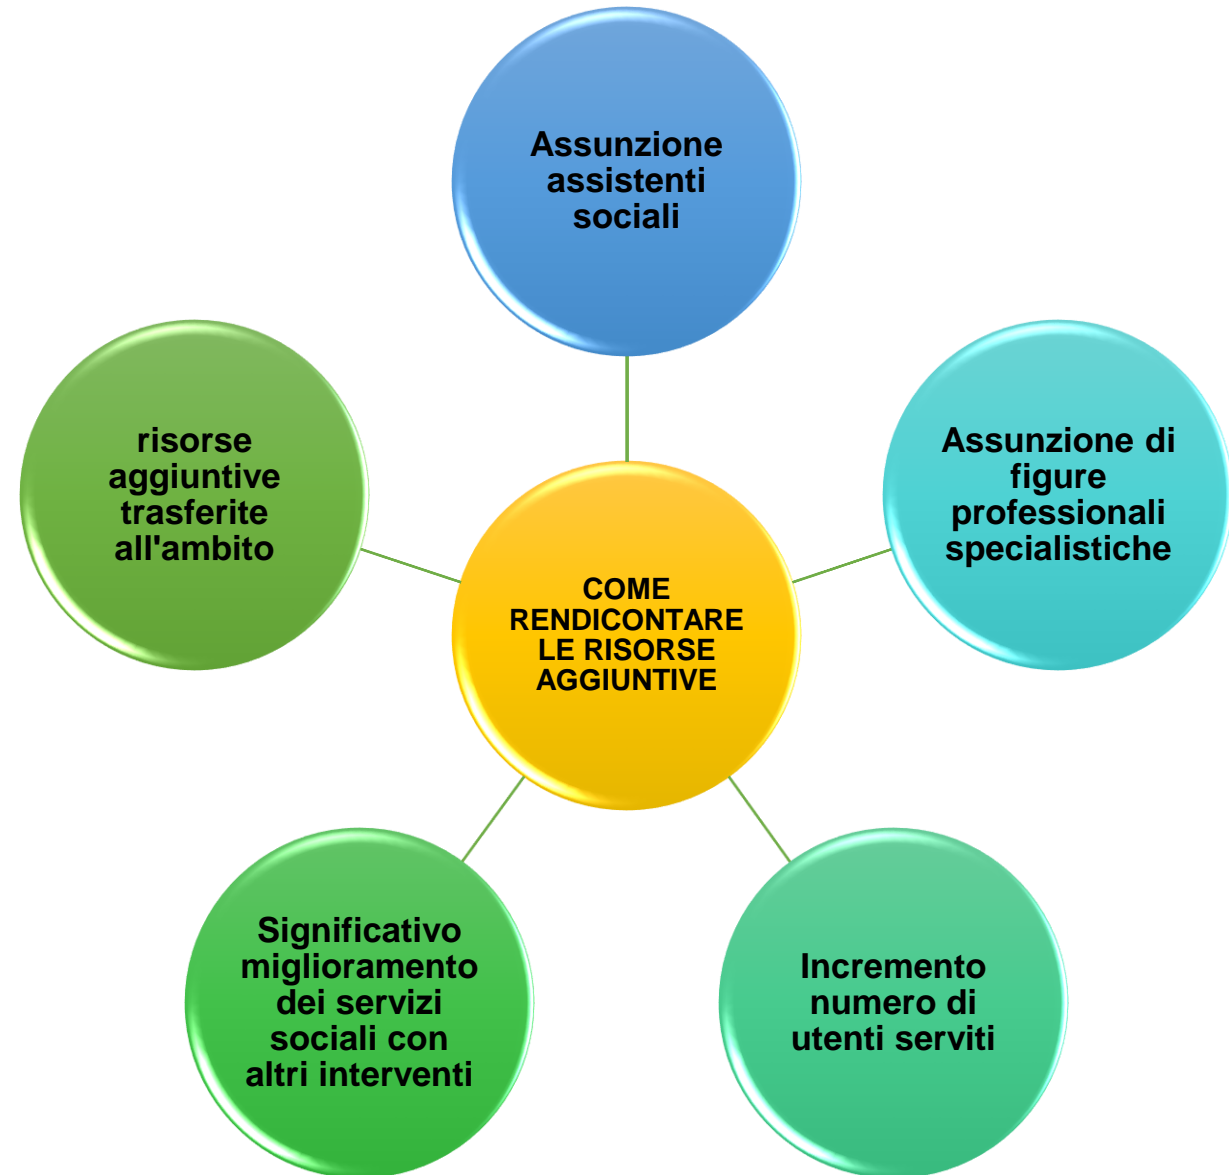 Assunzione
assistenti
sociali
risorse
aggiuntive
trasferite
all'ambito
Assunzione di
figure
professionali
specialistiche
COME
RENDICONTARE
LE RISORSE
AGGIUNTIVE
Significativo
miglioramento
dei servizi
sociali con
altri interventi
Incremento
numero di
utenti serviti